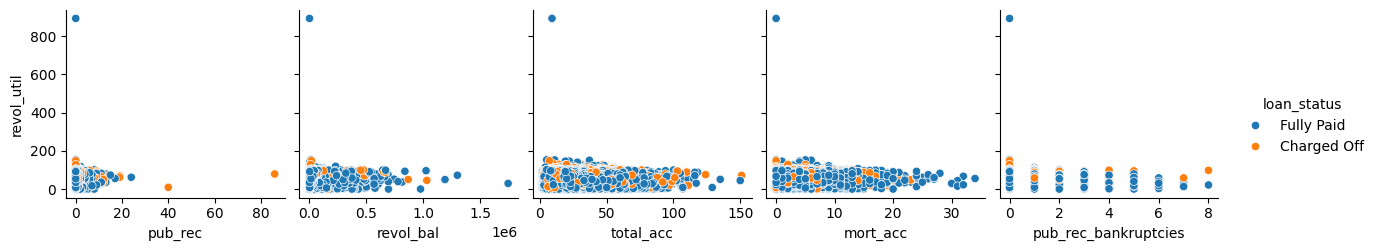 800
600
400
200
0
revol_util
0 20 40 60 80
pub_rec
0.0 0.5 1.0 1.5
1e6
revol_bal
0 50 100 150
total_acc
0 10 20 30
mort_acc
0 2 4 6 8
pub_rec_bankruptcies
loan_status
Fully Paid
Charged Off